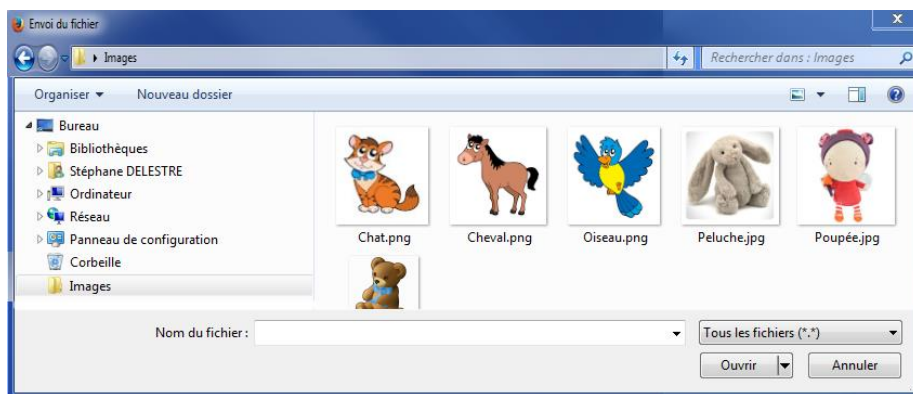 Envoi du fichier
Images
Rechercher dans : Images
Organiser
Nouveau dossier
Bureau
Bibliothèques
Stéphane DELESTRE
Ordinateur
Réseau
Panneau de configuration
Corbeille
Images
Chat.png
Cheval.png
Oiseau.png
Peluche.jpg
Poupée.jpg
Nom du fichier :
Tous les fichiers (*.*)
Ouvrir
Annuler